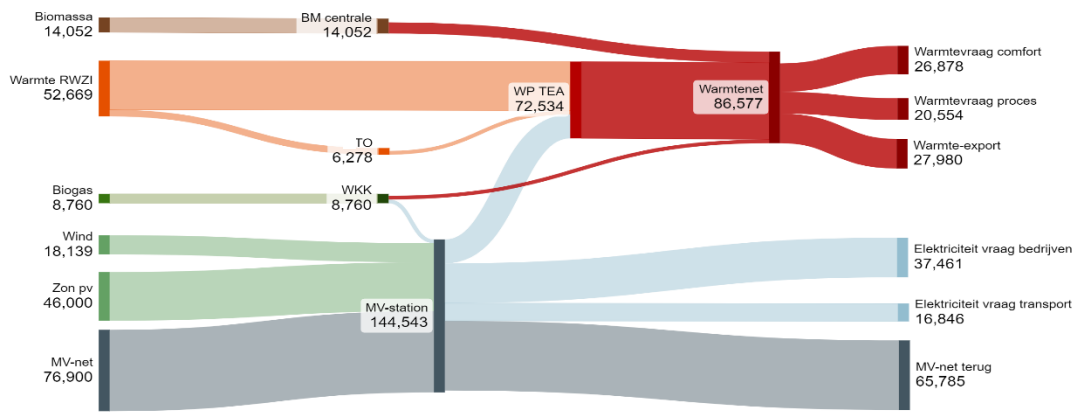 Biomassa
14,052
BM centrale
14,052
Warmte RWZI
52,669
TO
6,278
WP TEA
72,534
Warmtenet
86,577
Warmtevraag comfort
26,878
Warmtevraag proces
20,554
Warmte-export
27,980
Biogas
8,760
WKK
8,760
Wind
18,139
Zon pv
46,000
MV-net
76,900
MV-station
144,543
Elektriciteit vraag bedrijven
37,461
Elektriciteit vraag transport
16,846
MV-net terug
65,785